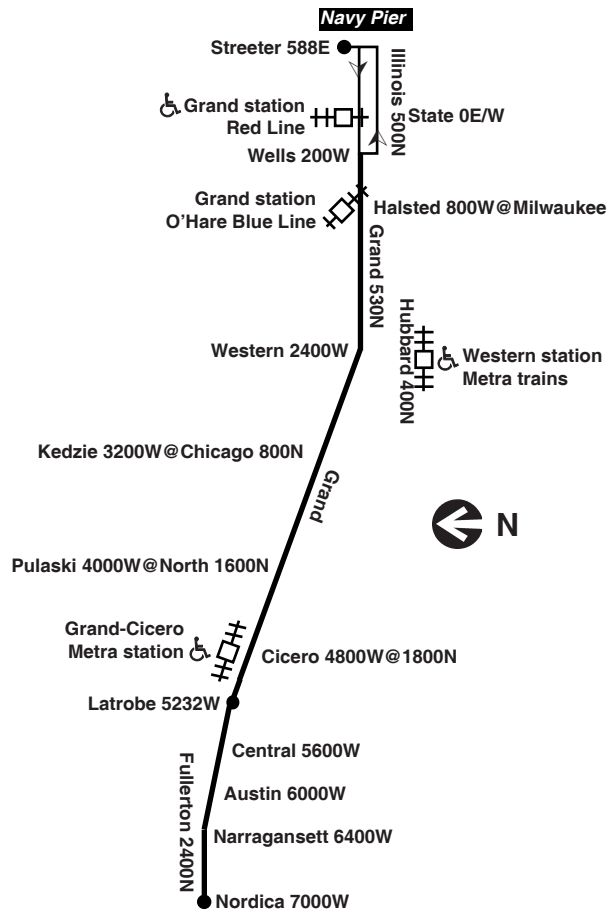 Navy Pier
Streeter 588E
Illinois 500N
Grand station
Red Line
State 0E/W
Wells 200W
Grand station
O'Hare Blue Line
Halsted 800W@Milwaukee
Grand 530N
Hubbard 400N
Western 2400W
Western station
Metra trains
Kedzie 3200W@Chicago 800N
Grand
N
Pulaski 4000W@North 1600N
Grand-Cicero
Metra station
Cicero 4800W@1800N
Latrobe 5232W
Central 5600W
Fullerton 2400N
Austin 6000W
Narragansett 6400W
Nordica 7000W